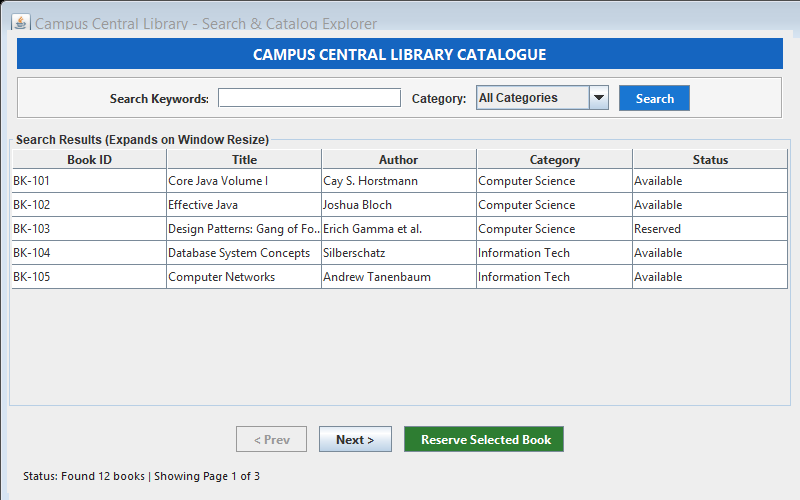 Campus Central Library - Search & Catalog Explorer
CAMPUS CENTRAL LIBRARY CATALOGUE
Search Keywords: Category: All Categories Search
Search Results (Expands on Window Resize)
Book ID Title Author Category Status
BK-101 Core Java Volume I Cay S. Horstmann Computer Science Available
BK-102 Effective Java Joshua Bloch Computer Science Available
BK-103 Design Patterns: Gang of Fo... Erich Gamma et al. Computer Science Reserved
BK-104 Database System Concepts Silberschatz Information Tech Available
BK-105 Computer Networks Andrew Tanenbaum Information Tech Available
< Prev Next > Reserve Selected Book
Status: Found 12 books | Showing Page 1 of 3